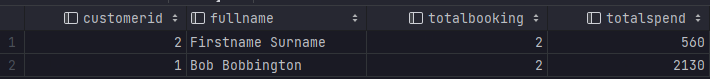 customerid fullname totalbooking totalspend
1 2 Firstname Surname 2 560
2 1 Bob Bobbington 2 2130